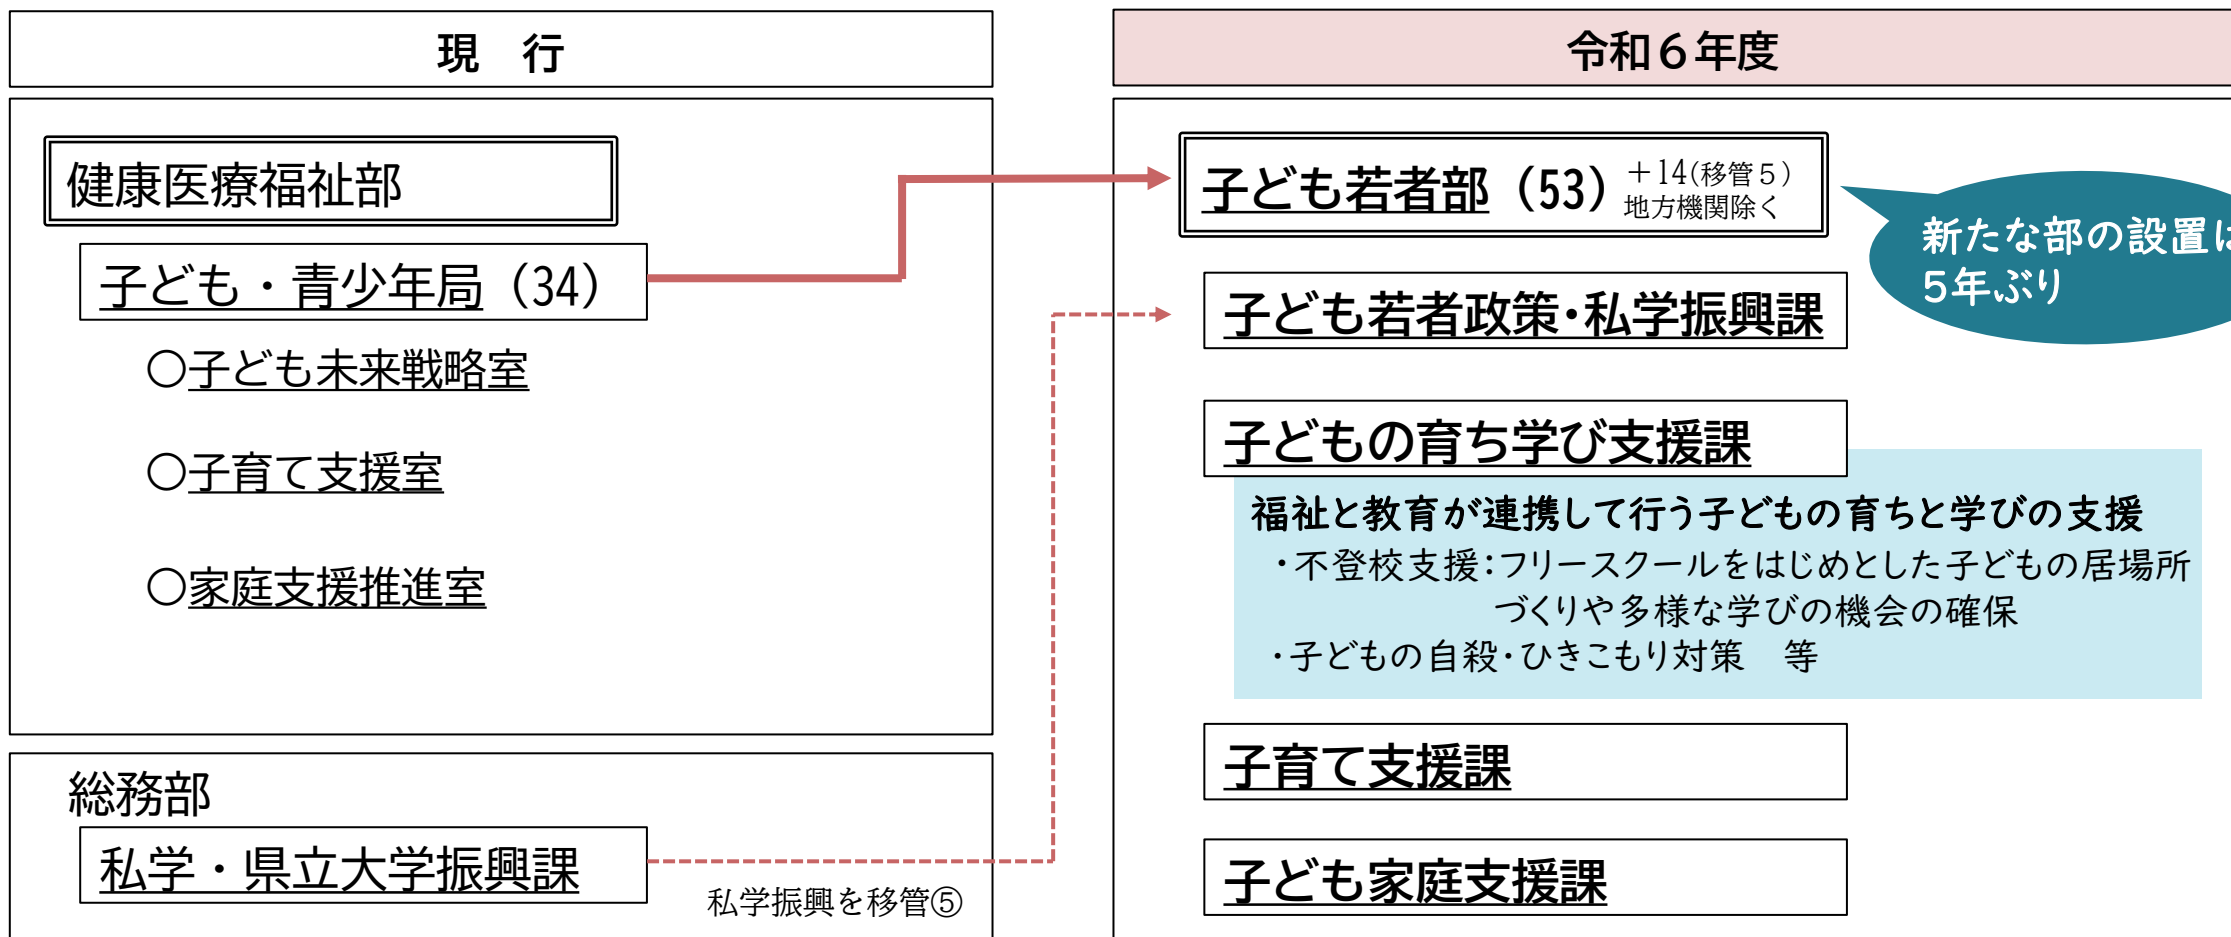 現　行
健康医療福祉部
子ども・青少年局（34）
〇子ども未来戦略室
〇子育て支援室
〇家庭支援推進室
総務部
私学・県立大学振興課
私学振興を移管⑤
令和６年度
子ども若者部（53）
＋14（移管５）
地方機関除く
新たな部の設置は
5年ぶり
子ども若者政策・私学振興課
子どもの育ち学び支援課
福祉と教育が連携して行う子どもの育ちと学びの支援
・不登校支援：フリースクールをはじめとした子どもの居場所
づくりや多様な学びの機会の確保
・子どもの自殺・ひきこもり対策　等
子育て支援課
子ども家庭支援課